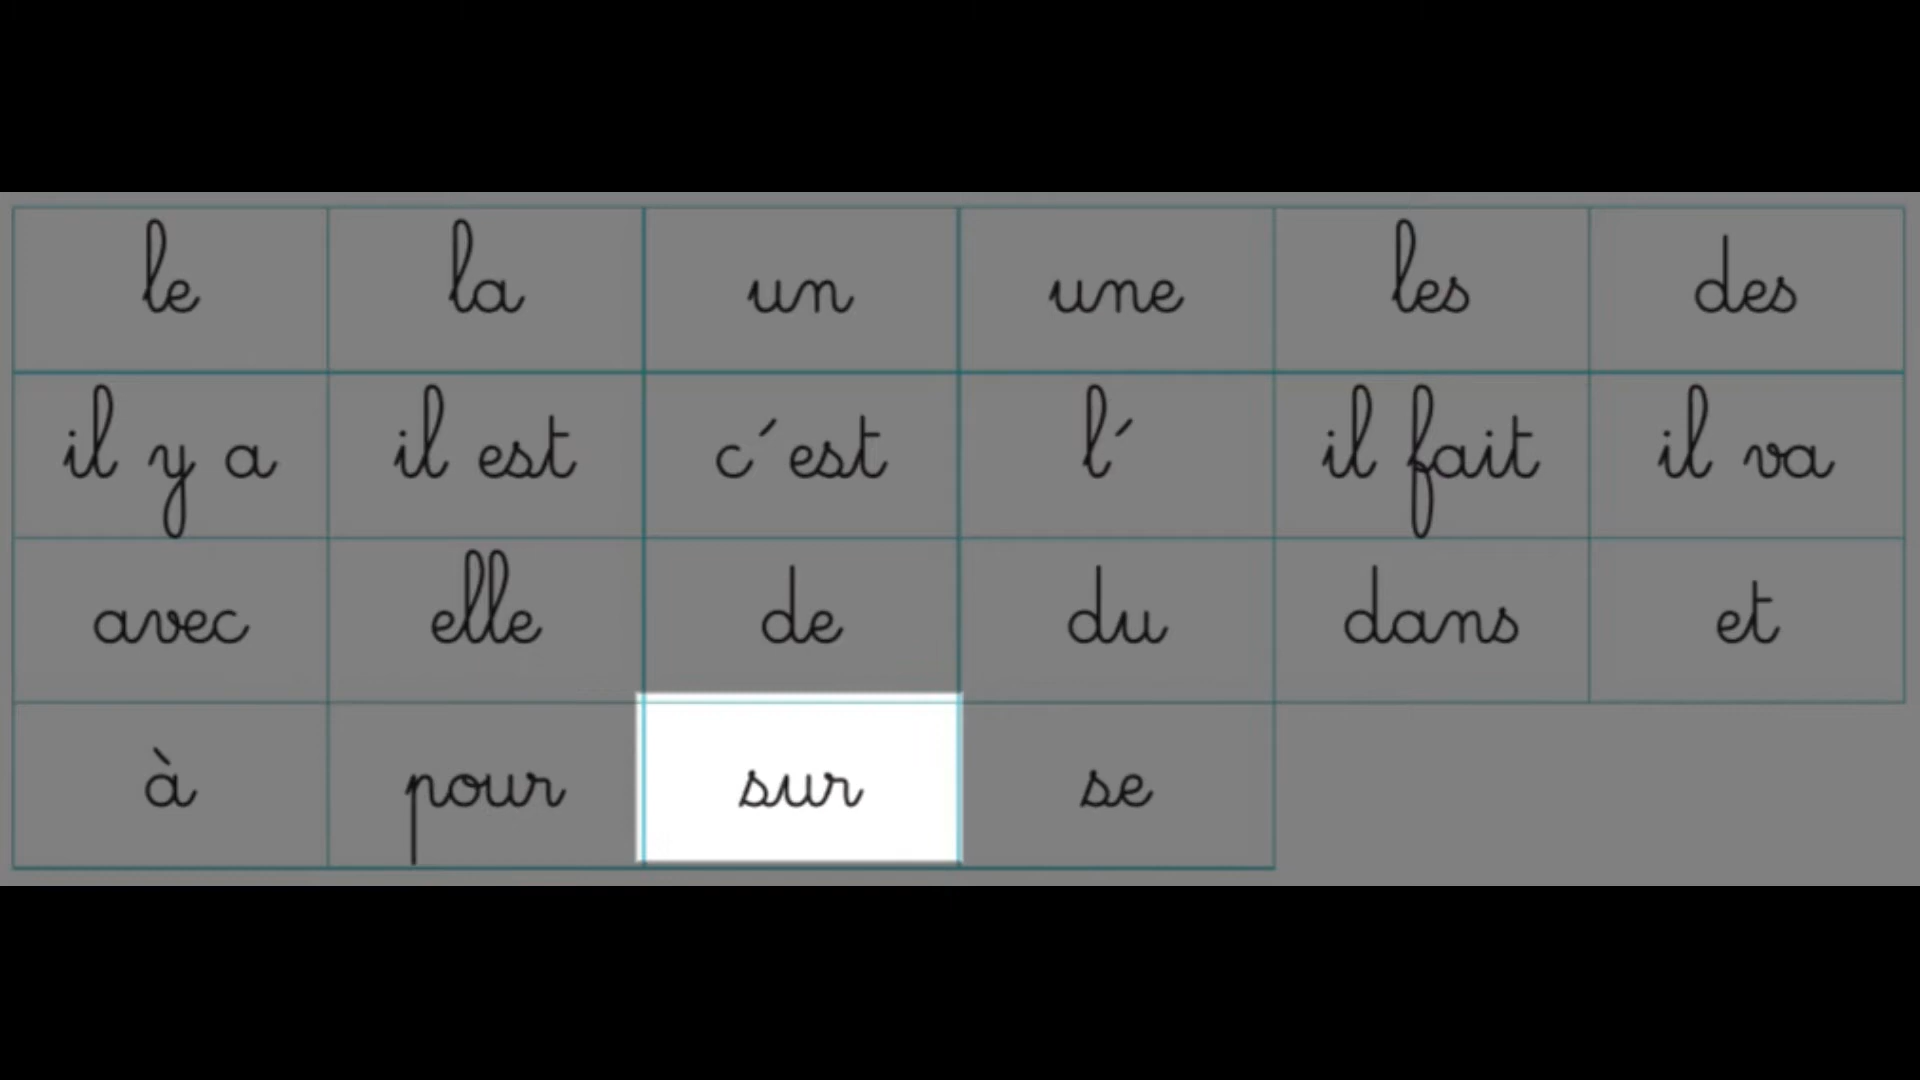 le la un une les des
il y a il est c´est l´ il fait il va
avec elle de du dans et
à pour sur se